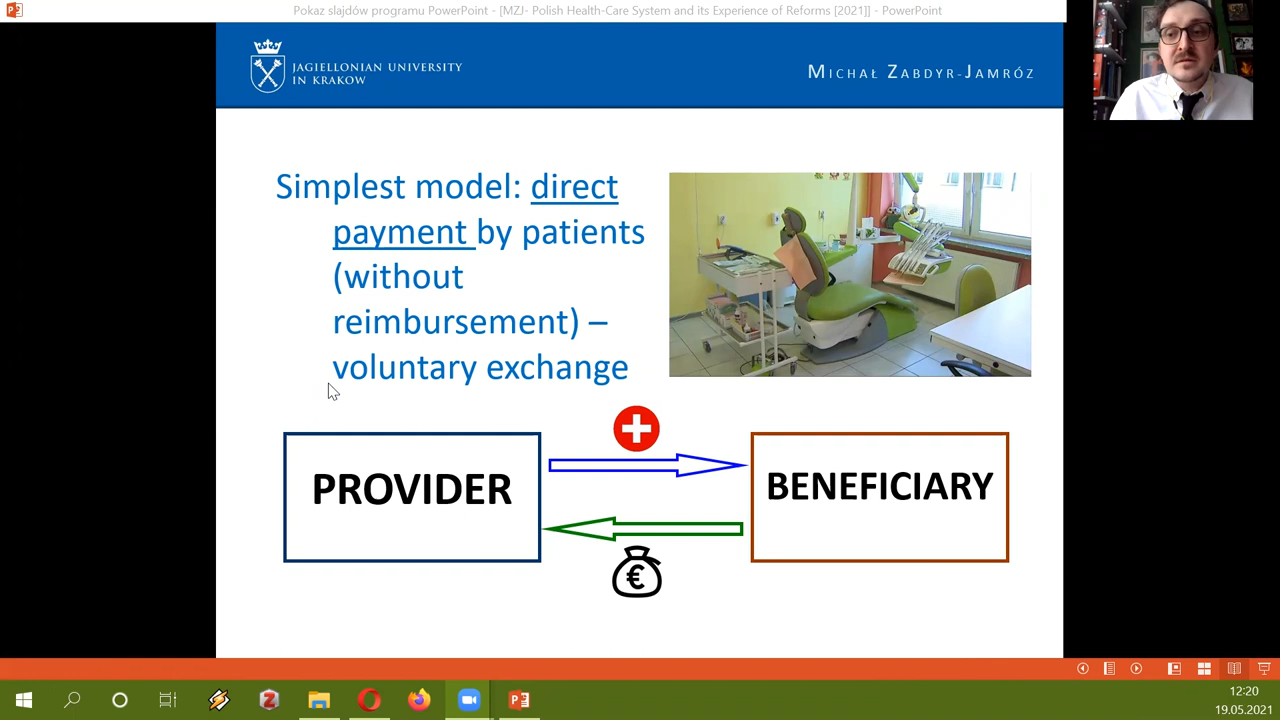 Pokaz slajdów programu PowerPoint - [MZJ- Polish Health-Care System and its Experience of Reforms [2021]] - PowerPoint
JAGIELLONIAN UNIVERSITY
IN KRAKOW
MICHAŁ ZABDYR-JAMRÓZ
Simplest model: direct
payment by patients
(without
reimbursement) –
voluntary exchange
PROVIDER
BENEFICIARY
€
12:20
19.05.2021